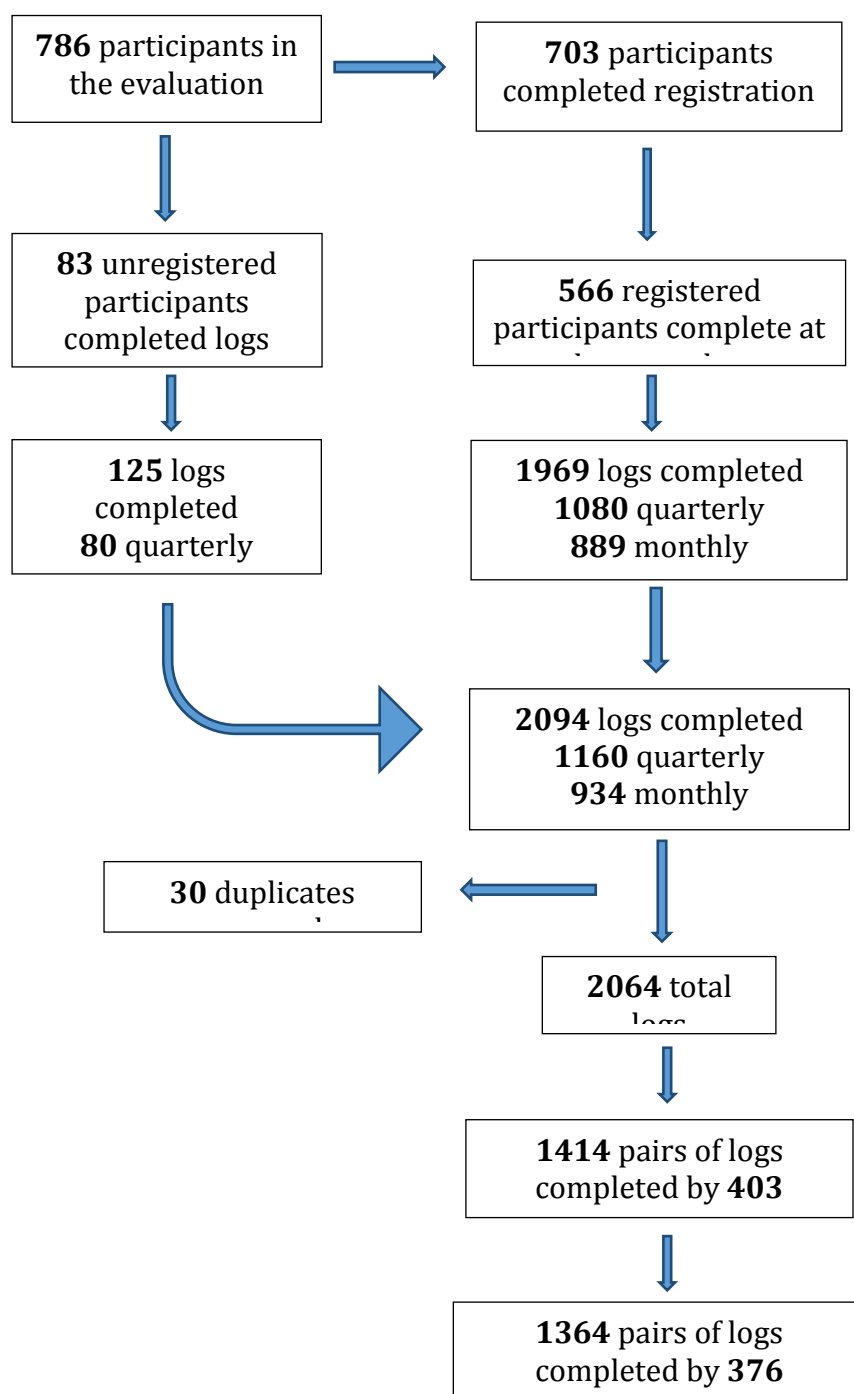 786 participants in
the evaluation
703 participants
completed registration
83 unregistered
participants
completed logs
566 registered
participants complete at
125 logs
completed
80 quarterly
1969 logs completed
1080 quarterly
889 monthly
2094 logs completed
1160 quarterly
934 monthly
30 duplicates
2064 total
logs
1414 pairs of logs
completed by 403
1364 pairs of logs
completed by 376